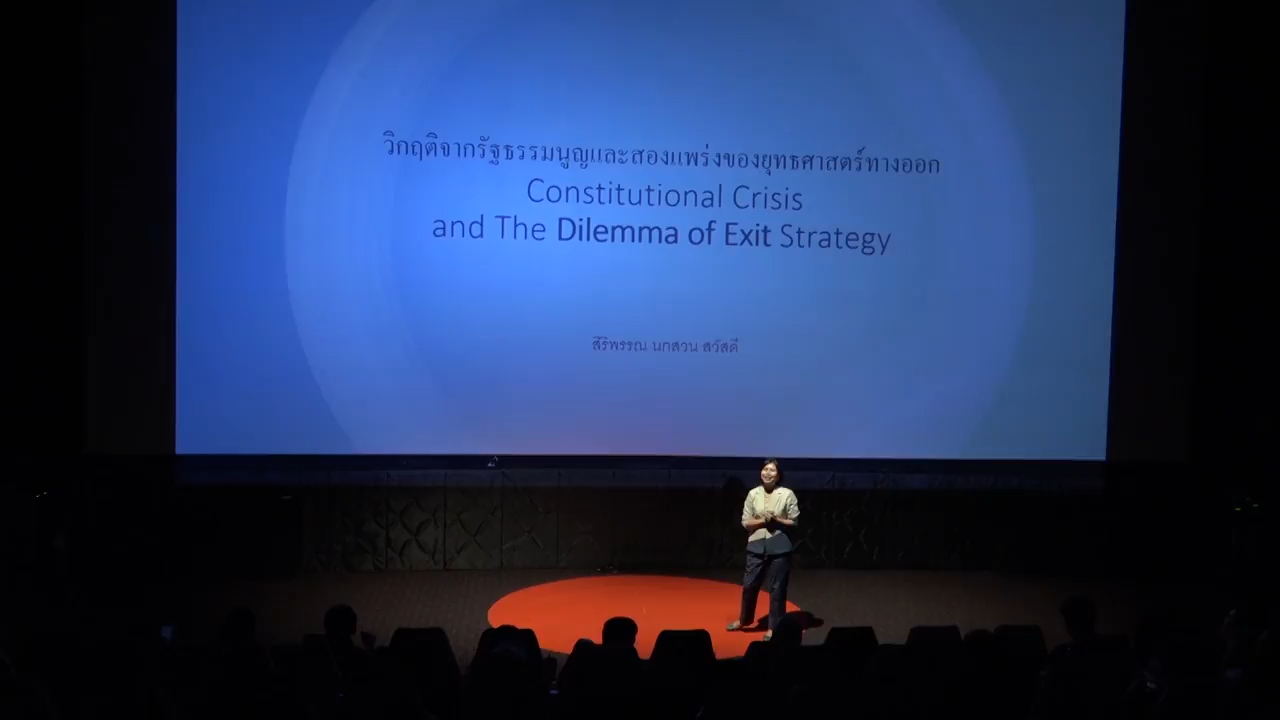 วิกฤติจากรัฐธรรมนูญและสองแพร่งของยุทธศาสตร์ทางออก
Constitutional Crisis
and The Dilemma of Exit Strategy
สิริพรรณ นกสวน สวัสดี